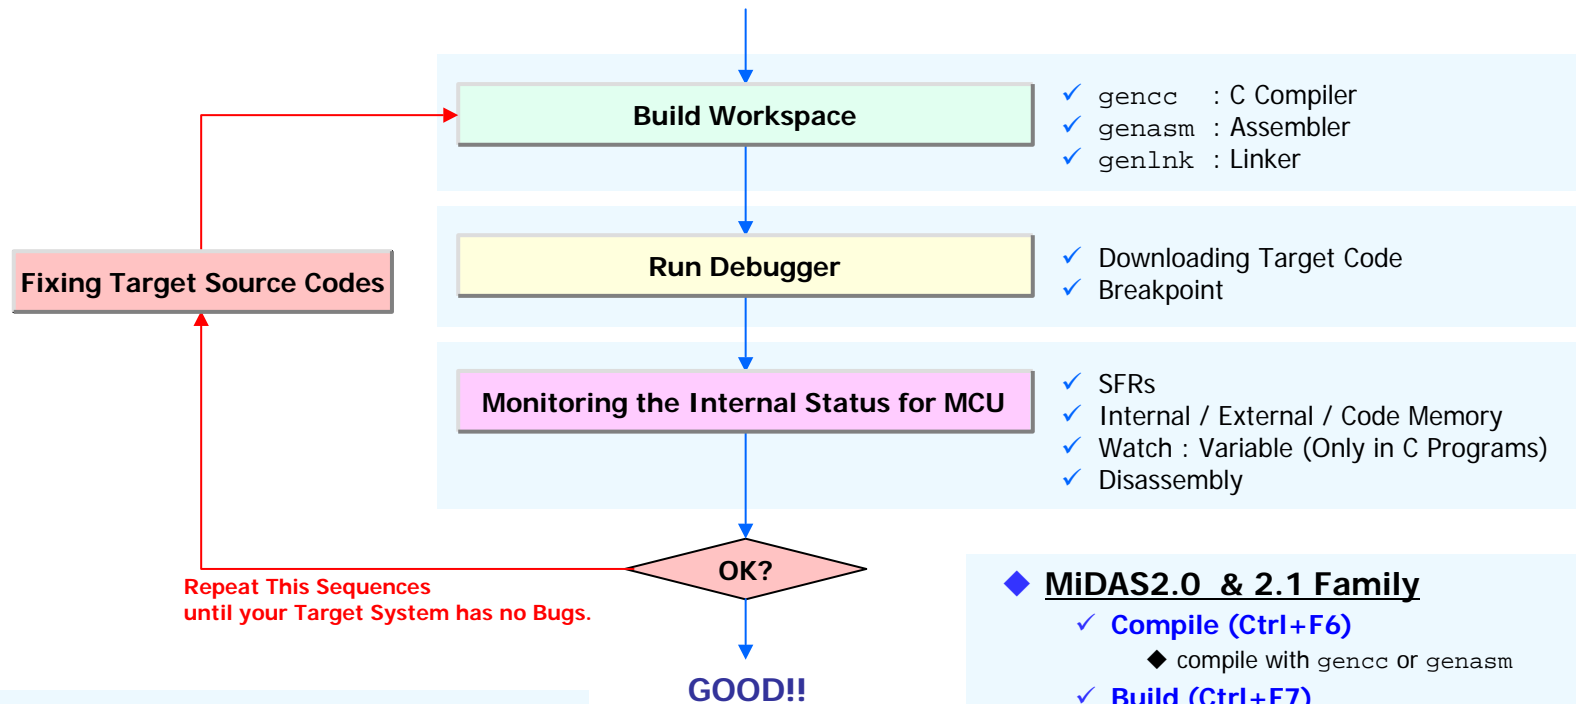 Build Workspace
✓ gencc : C Compiler
✓ genasm : Assembler
✓ genlnk : Linker
Fixing Target Source Codes
Run Debugger
✓ Downloading Target Code
✓ Breakpoint
Monitoring the Internal Status for MCU
✓ SFRs
✓ Internal / External / Code Memory
✓ Watch : Variable (Only in C Programs)
✓ Disassembly
OK?
Repeat This Sequences
until your Target System has no Bugs.
GOOD!!
◆ MiDAS2.0 & 2.1 Family
✓ Compile (Ctrl+F6)
◆ compile with gencc or genasm
✓ Build (Ctrl+F7)